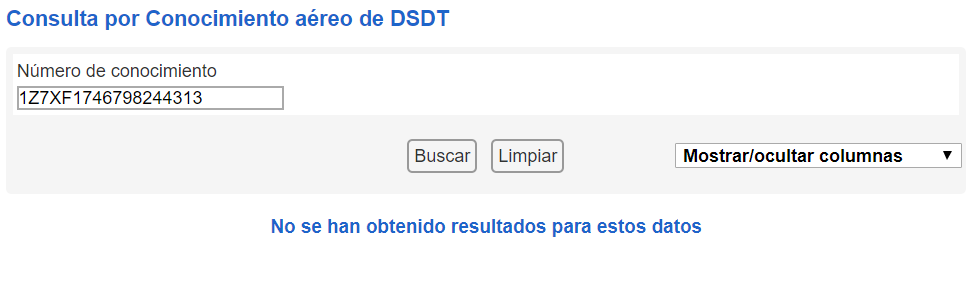 Consulta por Conocimiento aéreo de DSDT
Número de conocimiento
1Z7XF1746798244313
Buscar Limpiar Mostrar/ocultar columnas
No se han obtenido resultados para estos datos